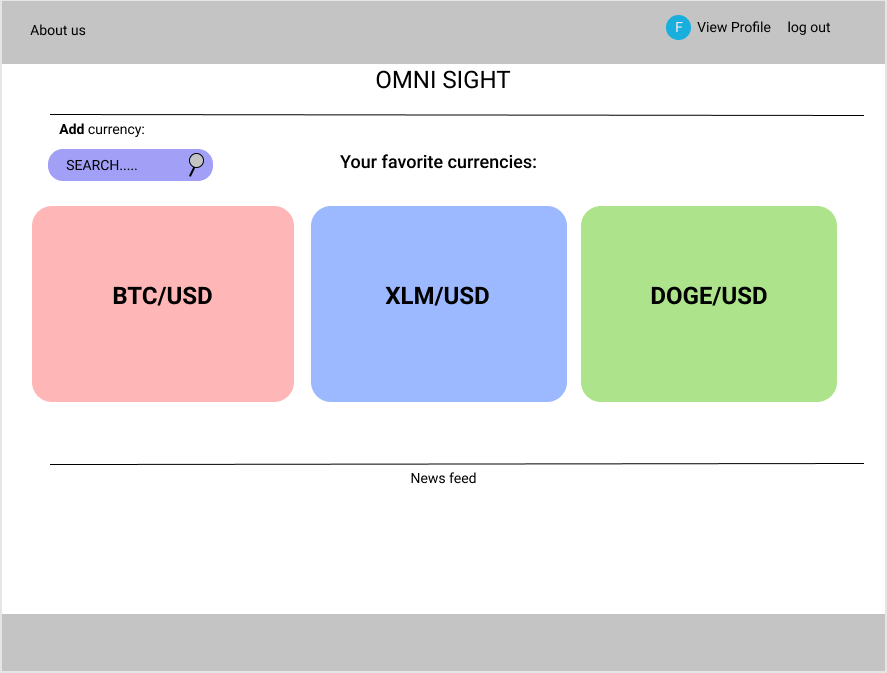 About us
F View Profile log out
OMNI SIGHT
Add currency:
SEARCH.....
Your favorite currencies:
BTC/USD
XLM/USD
DOGE/USD
News feed